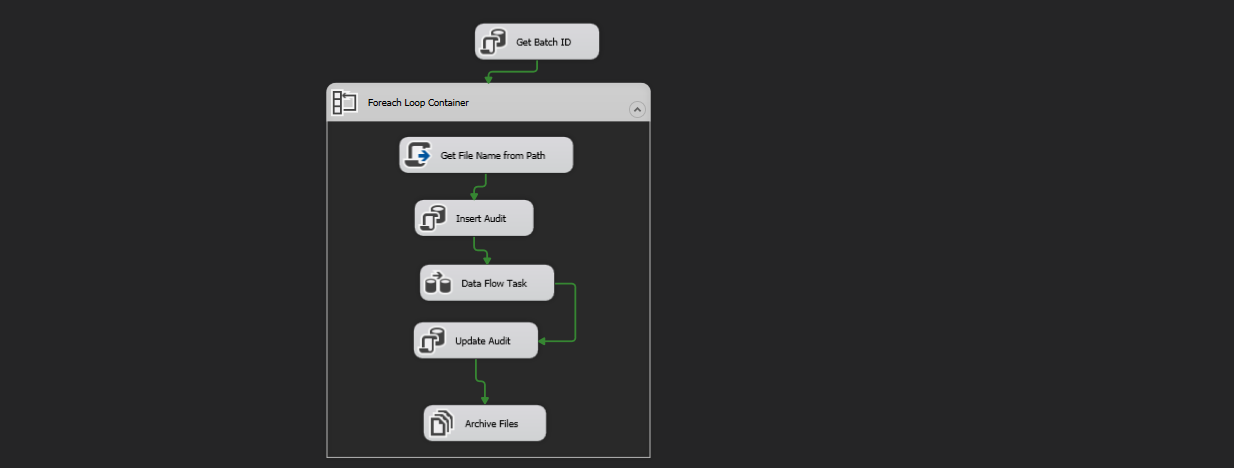 Get Batch ID
Foreach Loop Container
Get File Name from Path
Insert Audit
Data Flow Task
Update Audit
Archive Files